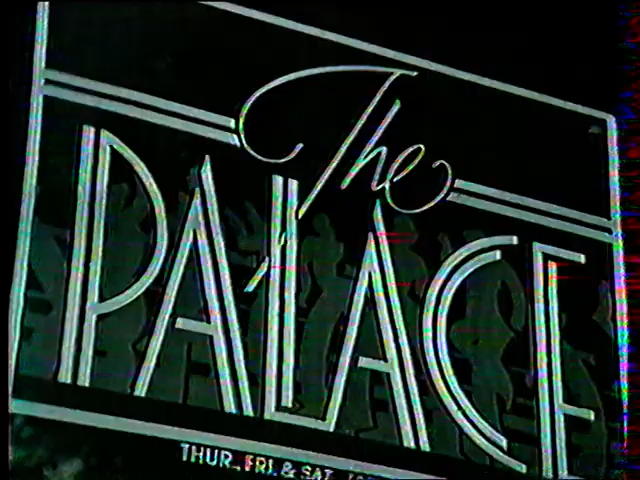 The
PALACE
THUR., FRI. & SAT.